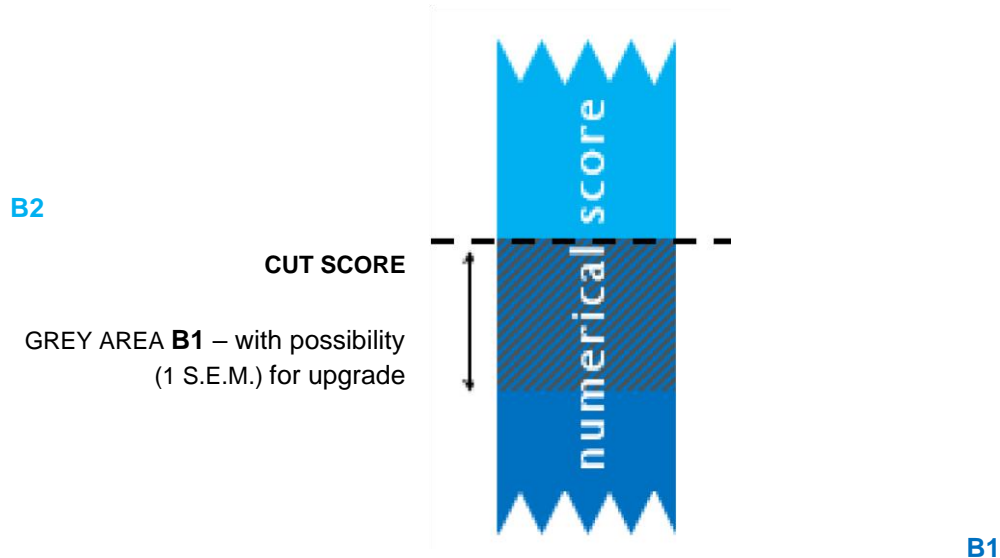 B2
CUT SCORE
GREY AREA B1 – with possibility
(1 S.E.M.) for upgrade
numerical score
B1